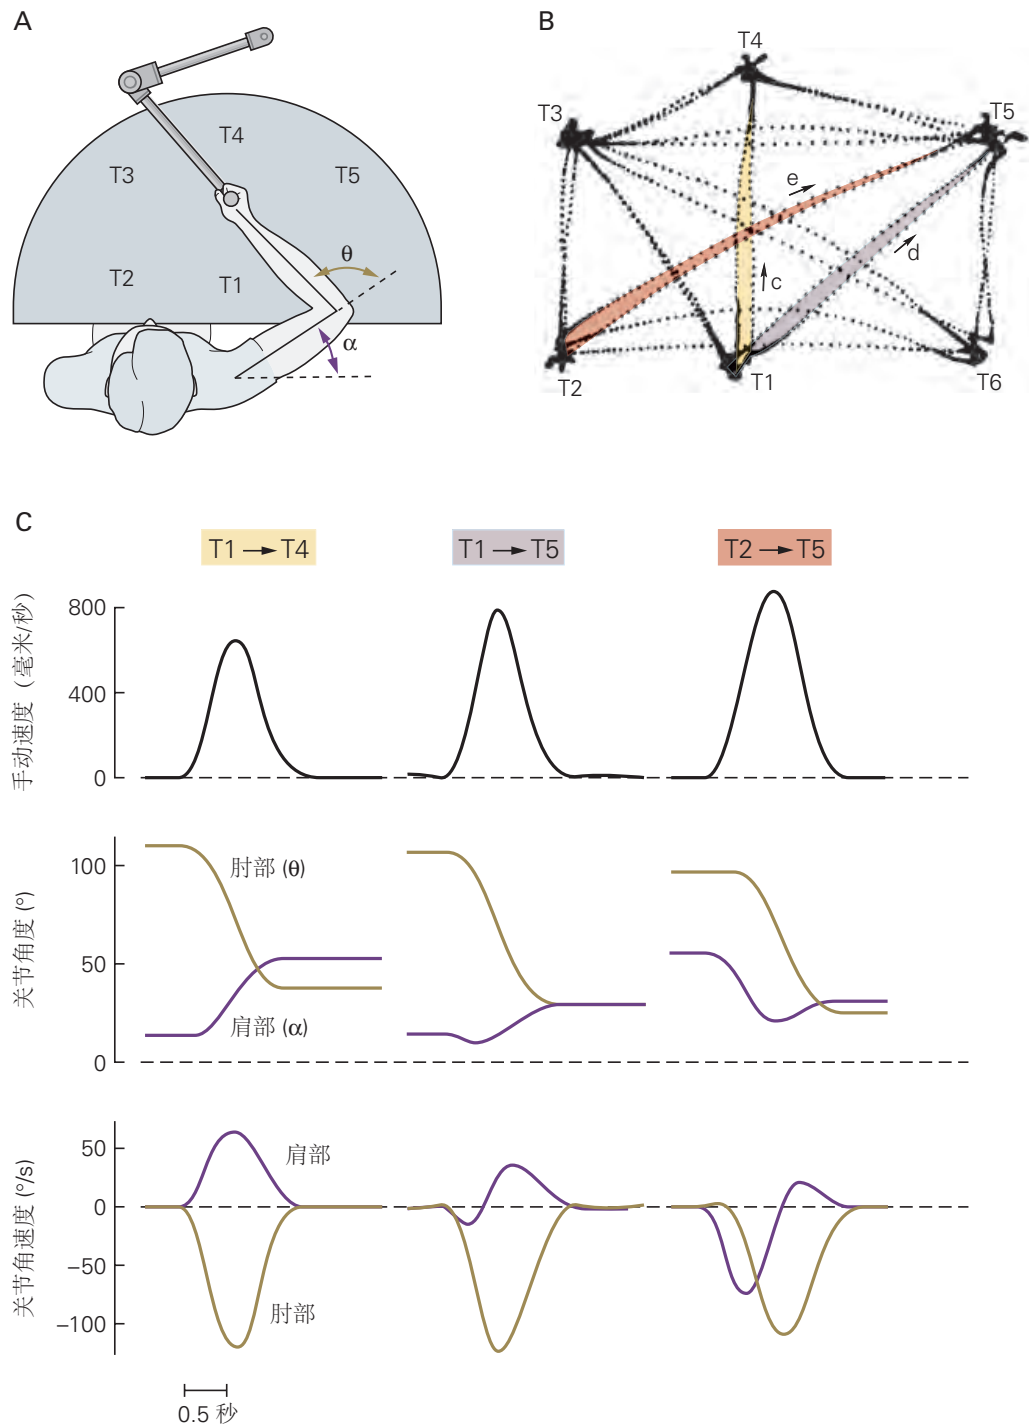 A
T4
T3
T5
θ
T2
T1
α
B
T4
T3
T5
e
d
c
T2
T1
T6
C
T1 → T4
T1 → T5
T2 → T5
手动速度（毫米/秒）
800
400
0
关节角度 (°)
100
50
0
肘部 (θ)
肩部 (α)
关节角速度 (°/s)
50
0
−50
−100
肩部
肘部
0.5 秒